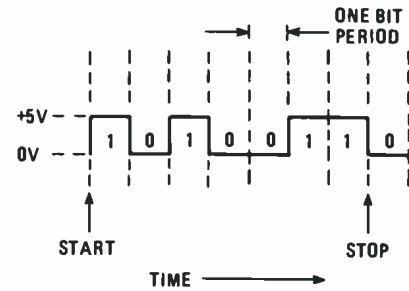 ONE BIT
PERIOD
+5V
0V
1 0 1 0 0 1 1 0
START
STOP
TIME